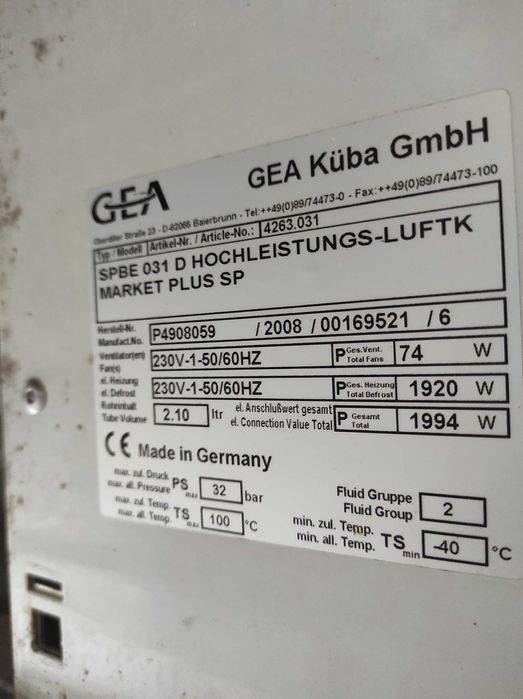 GEA
GEA Küba GmbH
Oberdiller Straße 23 - D-82065 Baierbrunn - Tel:++49(0)89/74473-0 - Fax:++49(0)89/74473-100
Typ / Modell Artikel-Nr. / Article-No.: 4263.031
SPBE 031 D HOCHLEISTUNGS-LUFTK
MARKET PLUS SP
Herstell-Nr.
Manufact.No. P4908059 / 2008 / 00169521 / 6
Ventilator(en)
Fan(s) 230V-1-50/60HZ P Ges.Vent. Total Fans 74 W
el. Heizung
el. Defrost 230V-1-50/60HZ P Ges. Heizung Total Defrost 1920 W
Rohrinhalt
Tube Volume 2.10 ltr
el. Anschlußwert gesamt
el. Connection Value Total P Gesamt Total 1994 W
CE Made in Germany
max. zul. Druck
max. all. Pressure PS max 32 bar
max. zul. Temp.
max. all. Temp. TS max 100 °C
Fluid Gruppe
Fluid Group 2
min. zul. Temp.
min. all. Temp. TS min -40 °C